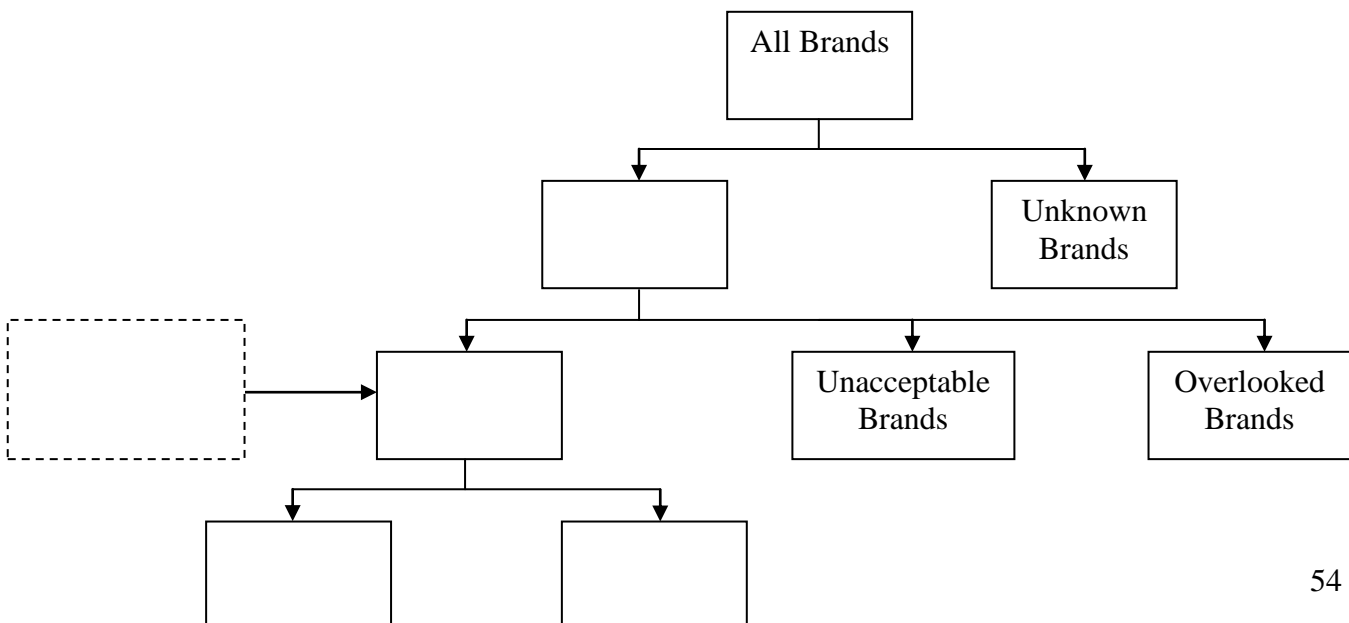 All Brands
Unknown
Brands
Unacceptable
Brands
Overlooked
Brands
54